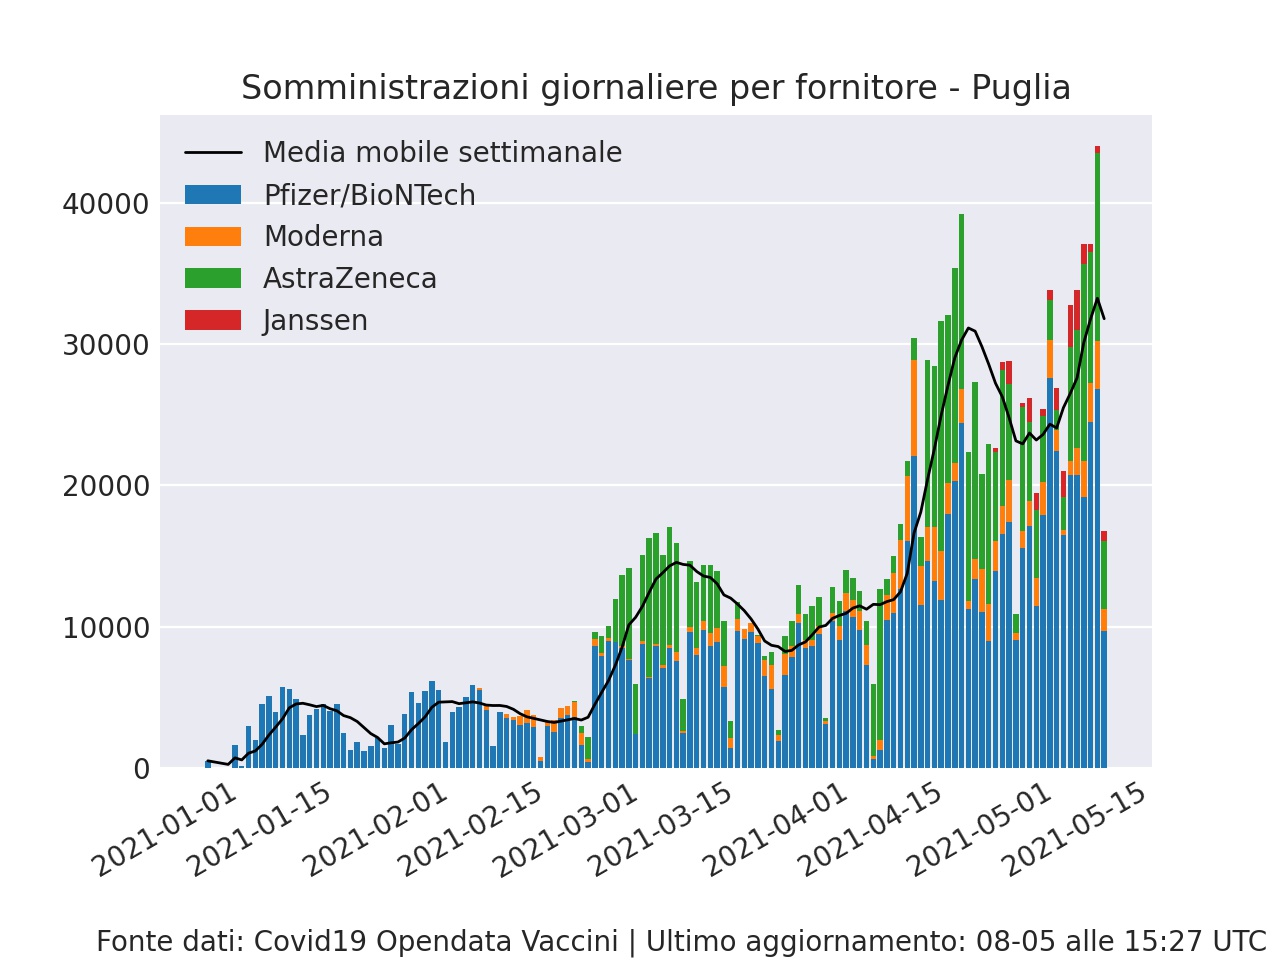 Somministrazioni giornaliere per fornitore - Puglia
Media mobile settimanale
Pfizer/BioNTech
Moderna
AstraZeneca
Janssen
40000
30000
20000
10000
0
2021-01-01
2021-01-15
2021-02-01
2021-02-15
2021-03-01
2021-03-15
2021-04-01
2021-04-15
2021-05-01
2021-05-15
Fonte dati: Covid19 Opendata Vaccini | Ultimo aggiornamento: 08-05 alle 15:27 UTC